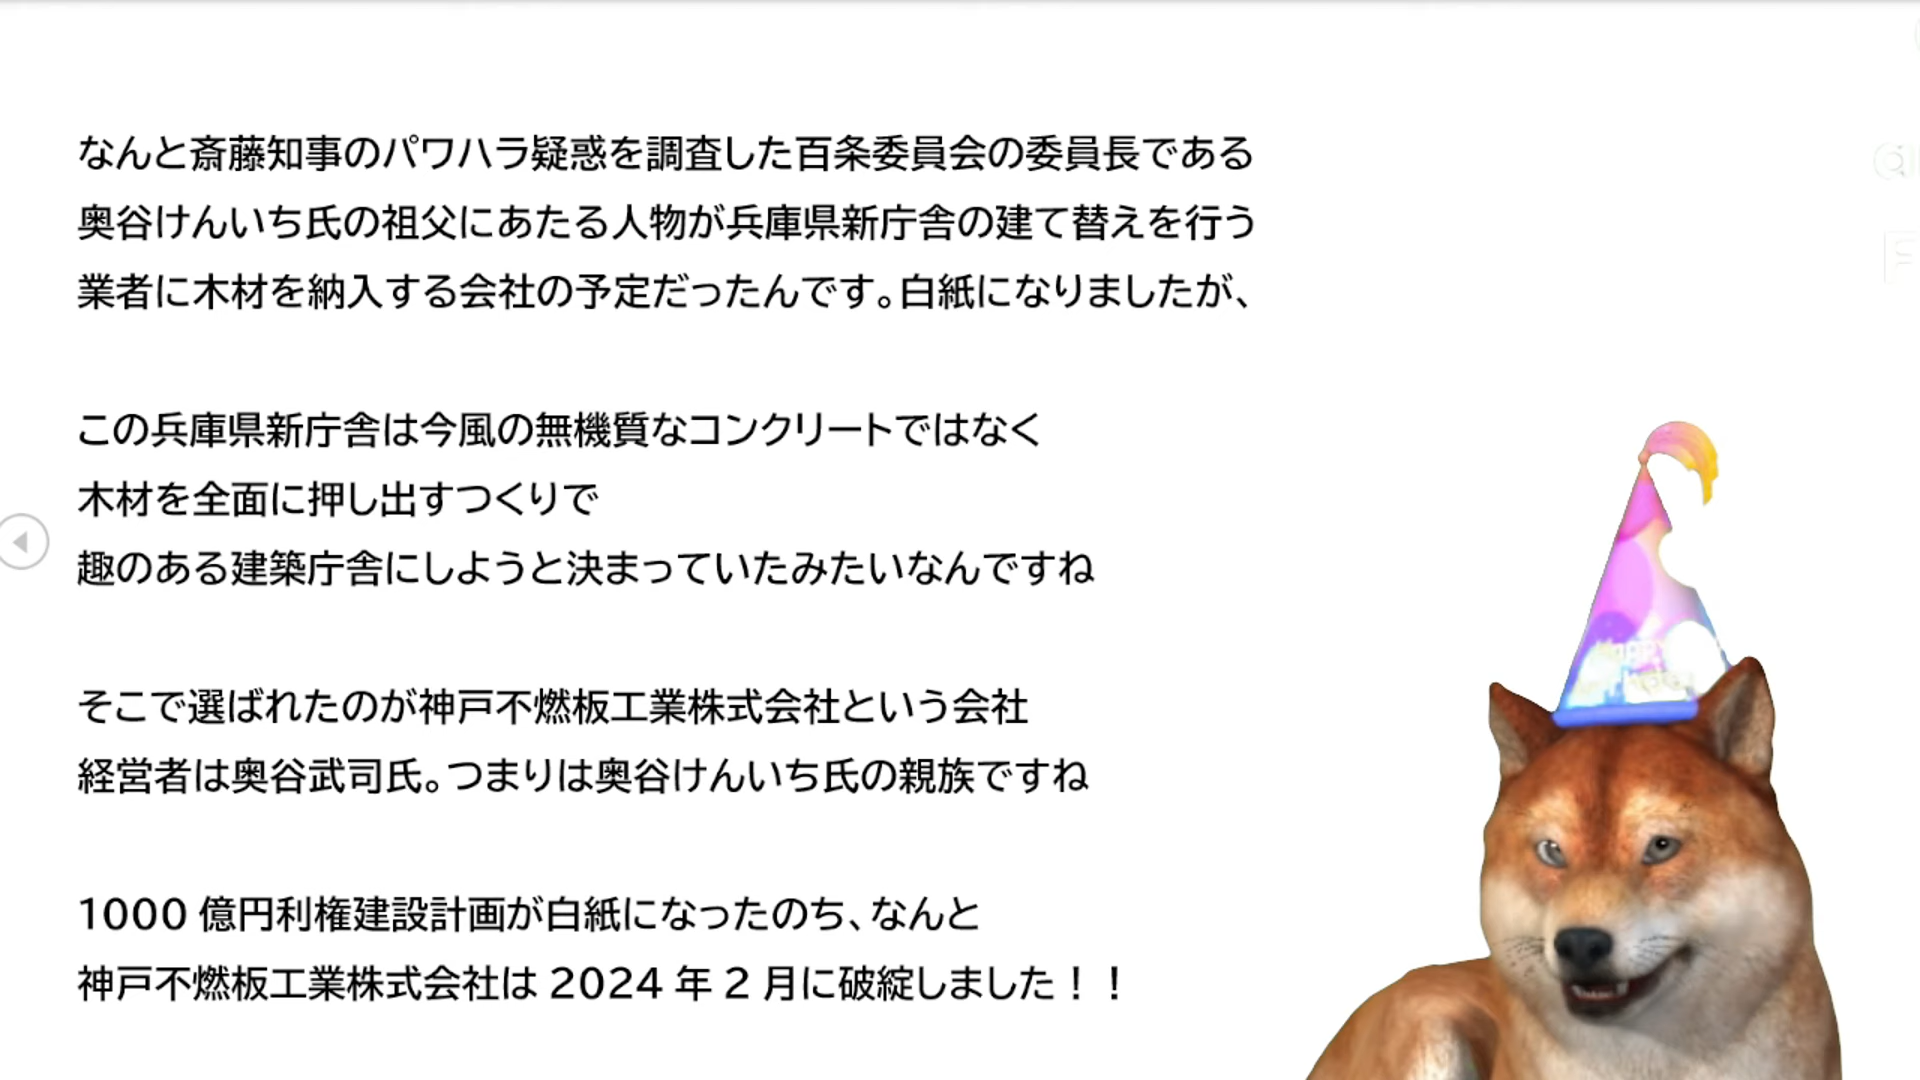 なんと斎藤知事のパワハラ疑惑を調査した百条委員会の委員長である
奥谷けんいち氏の祖父にあたる人物が兵庫県新庁舎の建て替えを行う
業者に木材を納入する会社の予定だったんです。白紙になりましたが、
この兵庫県新庁舎は今風の無機質なコンクリートではなく
木材を全面に押し出すつくりで
趣のある建築庁舎にしようと決まっていたみたいなんですね
そこで選ばれたのが神戸不燃板工業株式会社という会社
経営者は奥谷武司氏。つまりは奥谷けんいち氏の親族ですね
1000億円利権建設計画が白紙になったのち、なんと
神戸不燃板工業株式会社は2024年2月に破綻しました！！